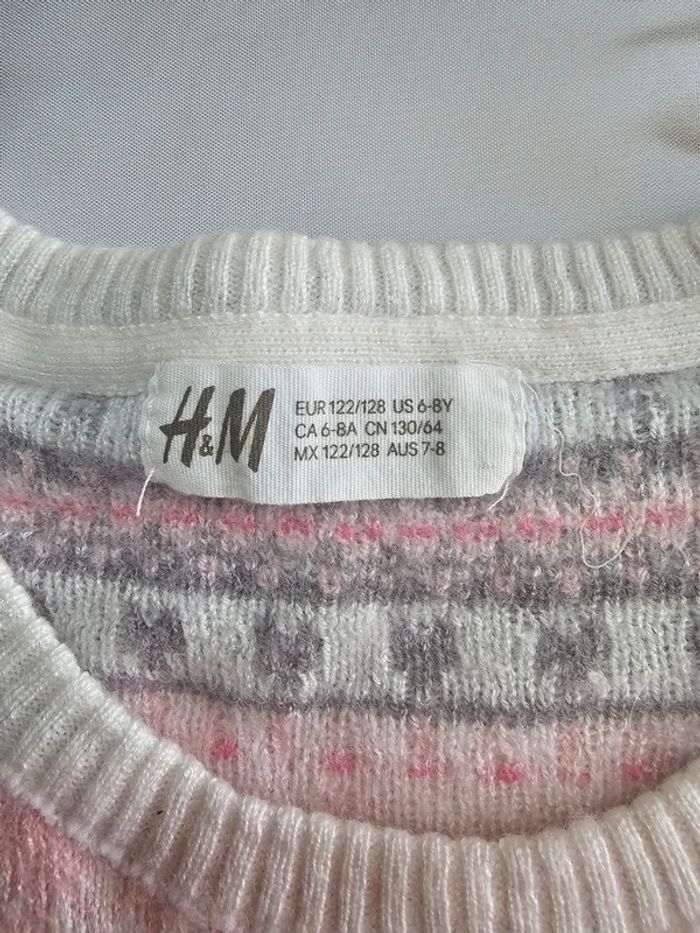 H&M
EUR 122/128 US 6-8Y
CA 6-8A CN 130/64
MX 122/128 AUS 7-8